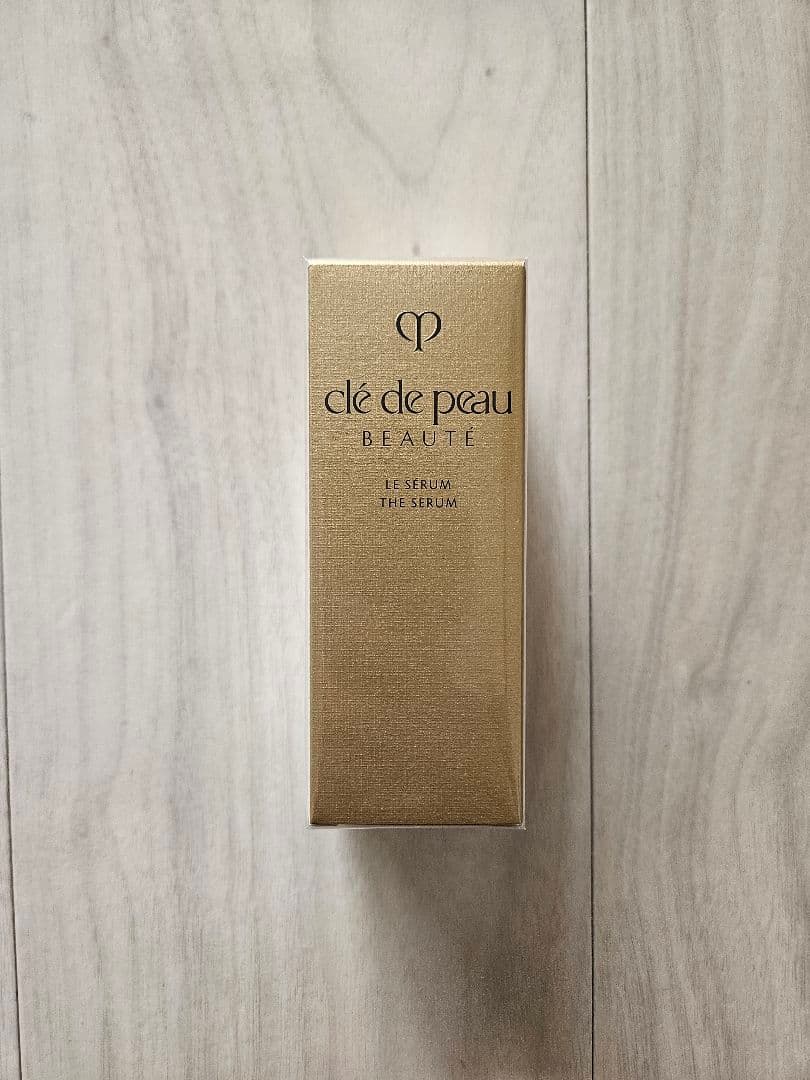 clé de peau
BEAUTÉ
LE SÉRUM
THE SERUM